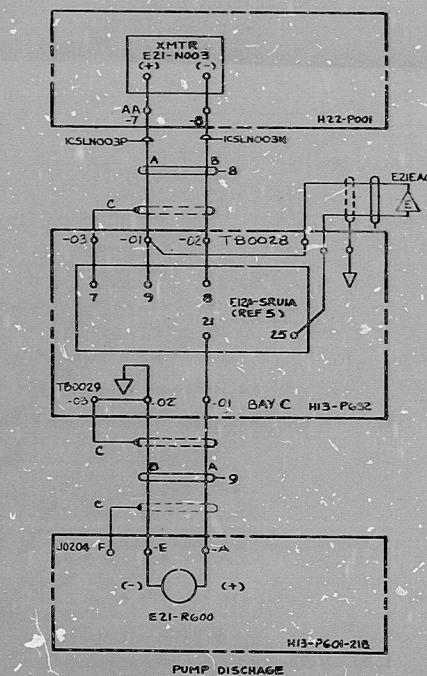 XMTR
E21-N003
(+) (-)
AA
-7 -8 H22-P001
1CSLN003P 1CSLN003N
A B
8
C E21EAC
E
-03 -01 -02 TB0028
7 9 8 E12A-SRU1A
(REF 5)
21
25
TB0029
-03 -02 -01 BAY C H13-P632
C
B A
9
C
J0204 F -E -A
(-) (+)
E21-R600
H13-P601-21B
PUMP DISCHAGE